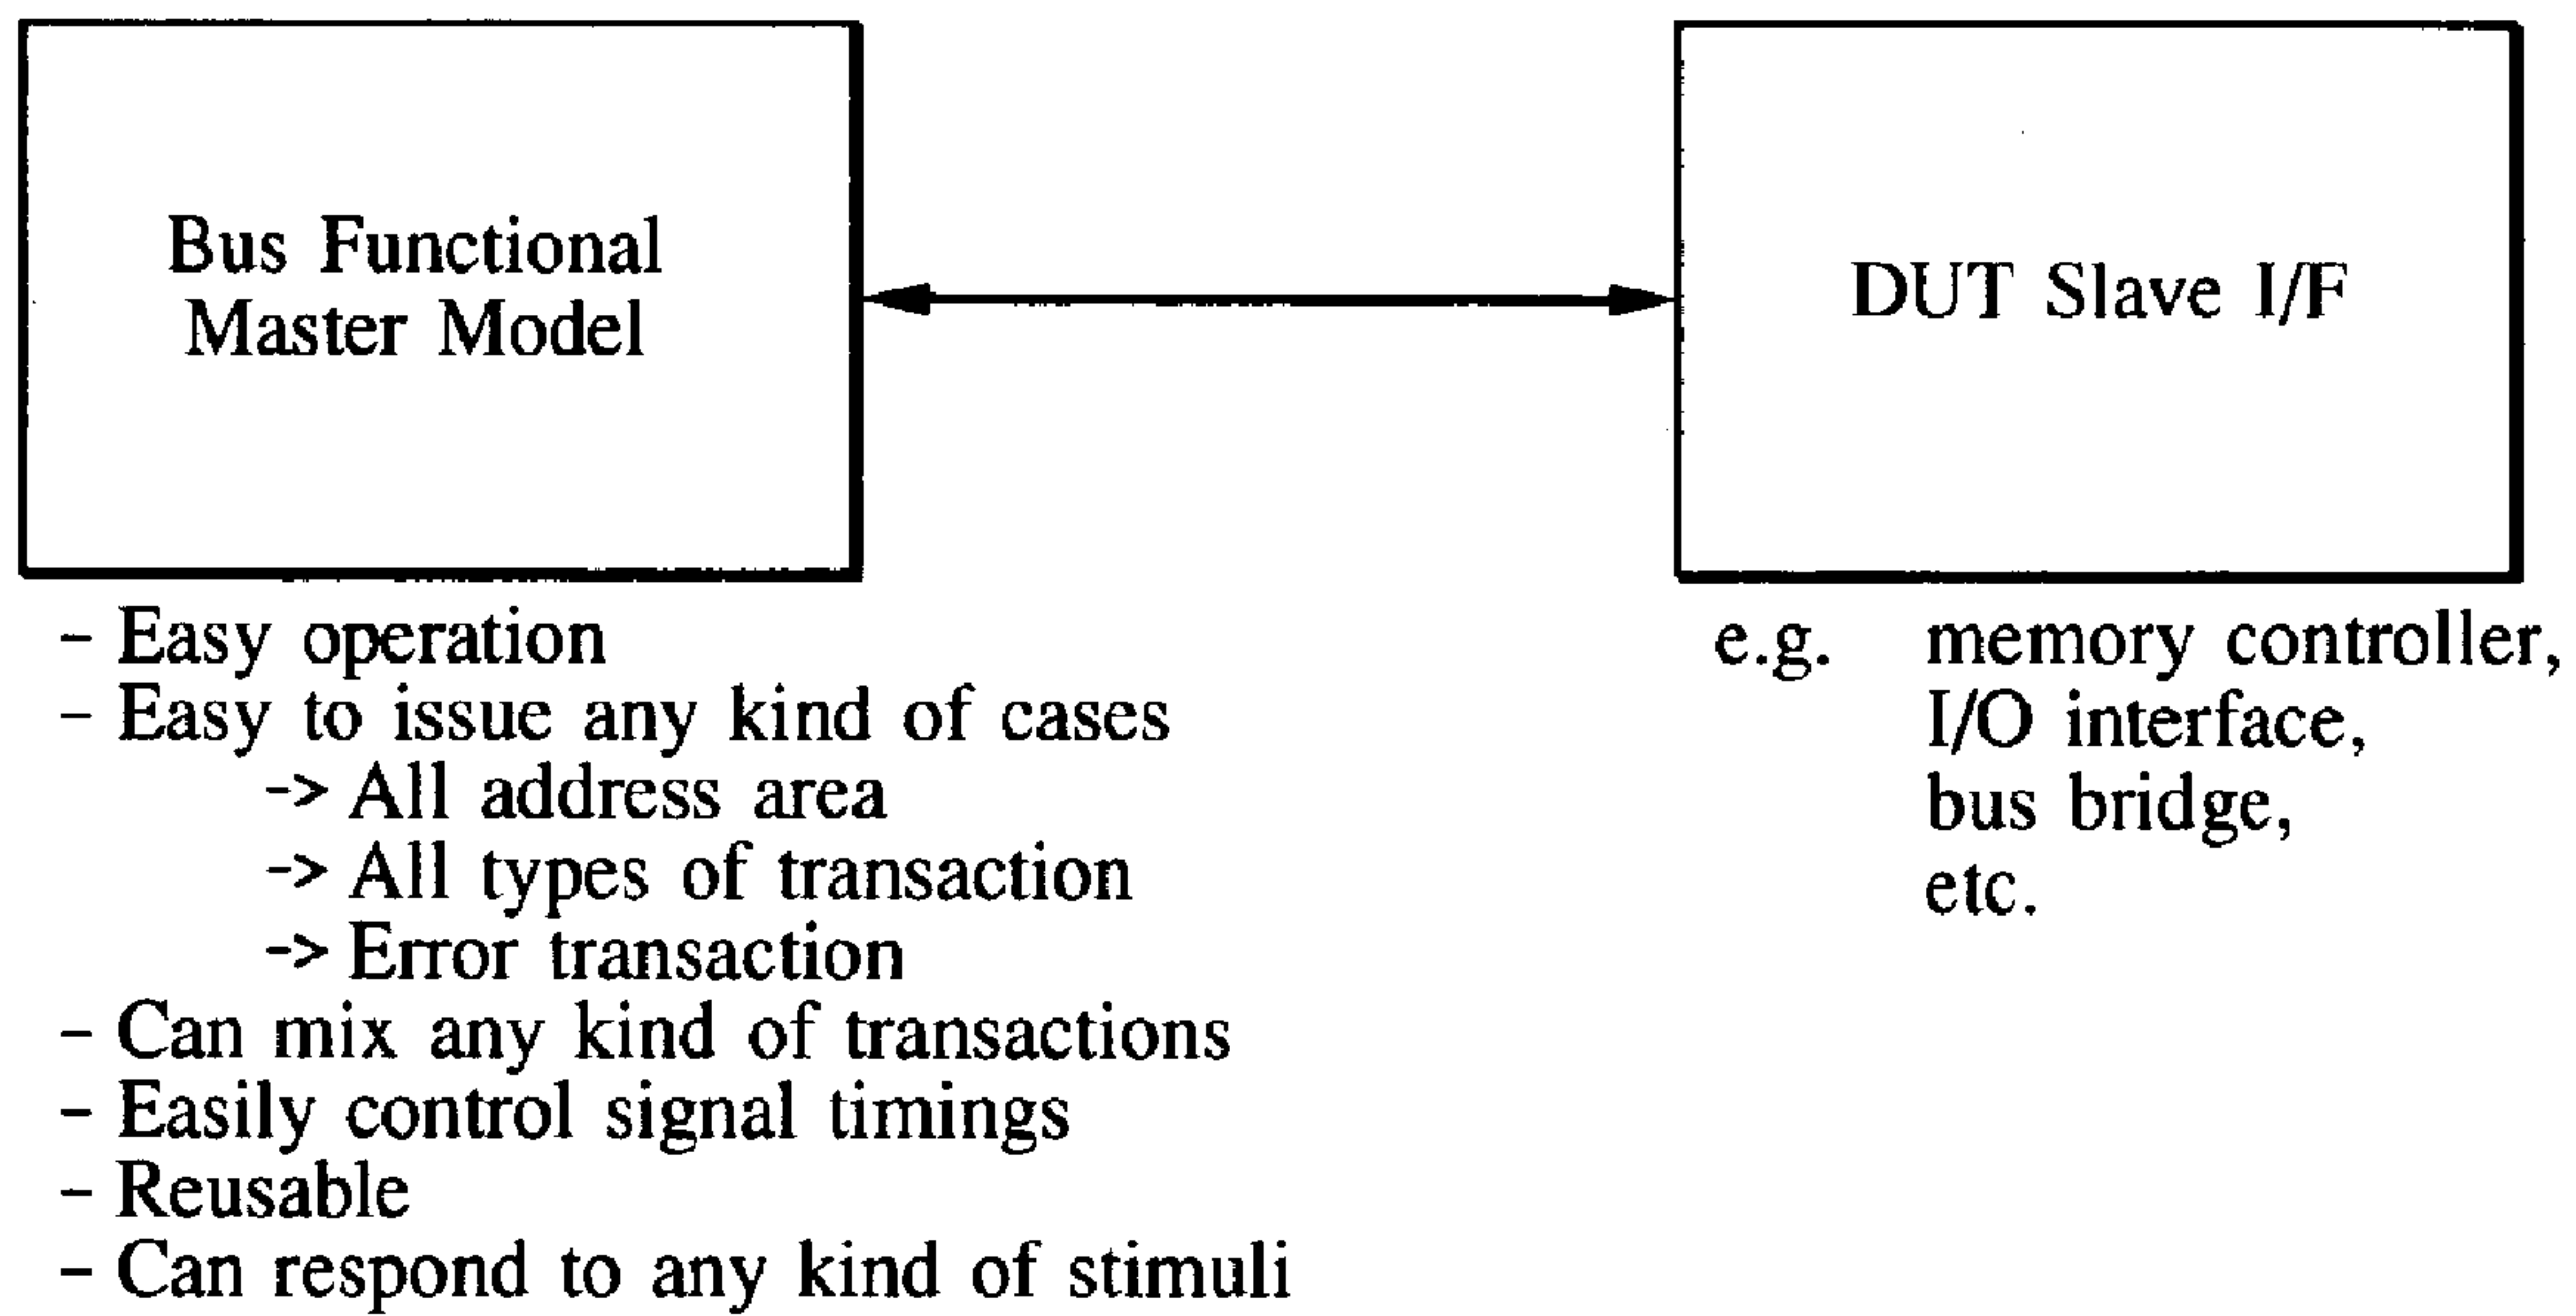 Bus Functional
Master Model
DUT Slave I/F
- Easy operation
- Easy to issue any kind of cases
-> All address area
-> All types of transaction
-> Error transaction
- Can mix any kind of transactions
- Easily control signal timings
- Reusable
- Can respond to any kind of stimuli
e.g. memory controller,
I/O interface,
bus bridge,
etc.